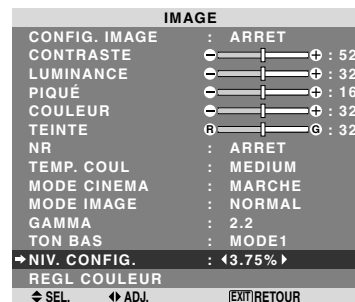 IMAGE
CONFIG. IMAGE : ARRET
CONTRASTE : 52
LUMINANCE : 32
PIQUÉ : 16
COULEUR : 32
TEINTE R G : 32
NR : ARRET
TEMP. COUL : MEDIUM
MODE CINEMA : MARCHE
MODE IMAGE : NORMAL
GAMMA : 2.2
TON BAS : MODE1
NIV. CONFIG. : 3.75%
REGL COULEUR
SEL. ADJ. EXIT RETOUR